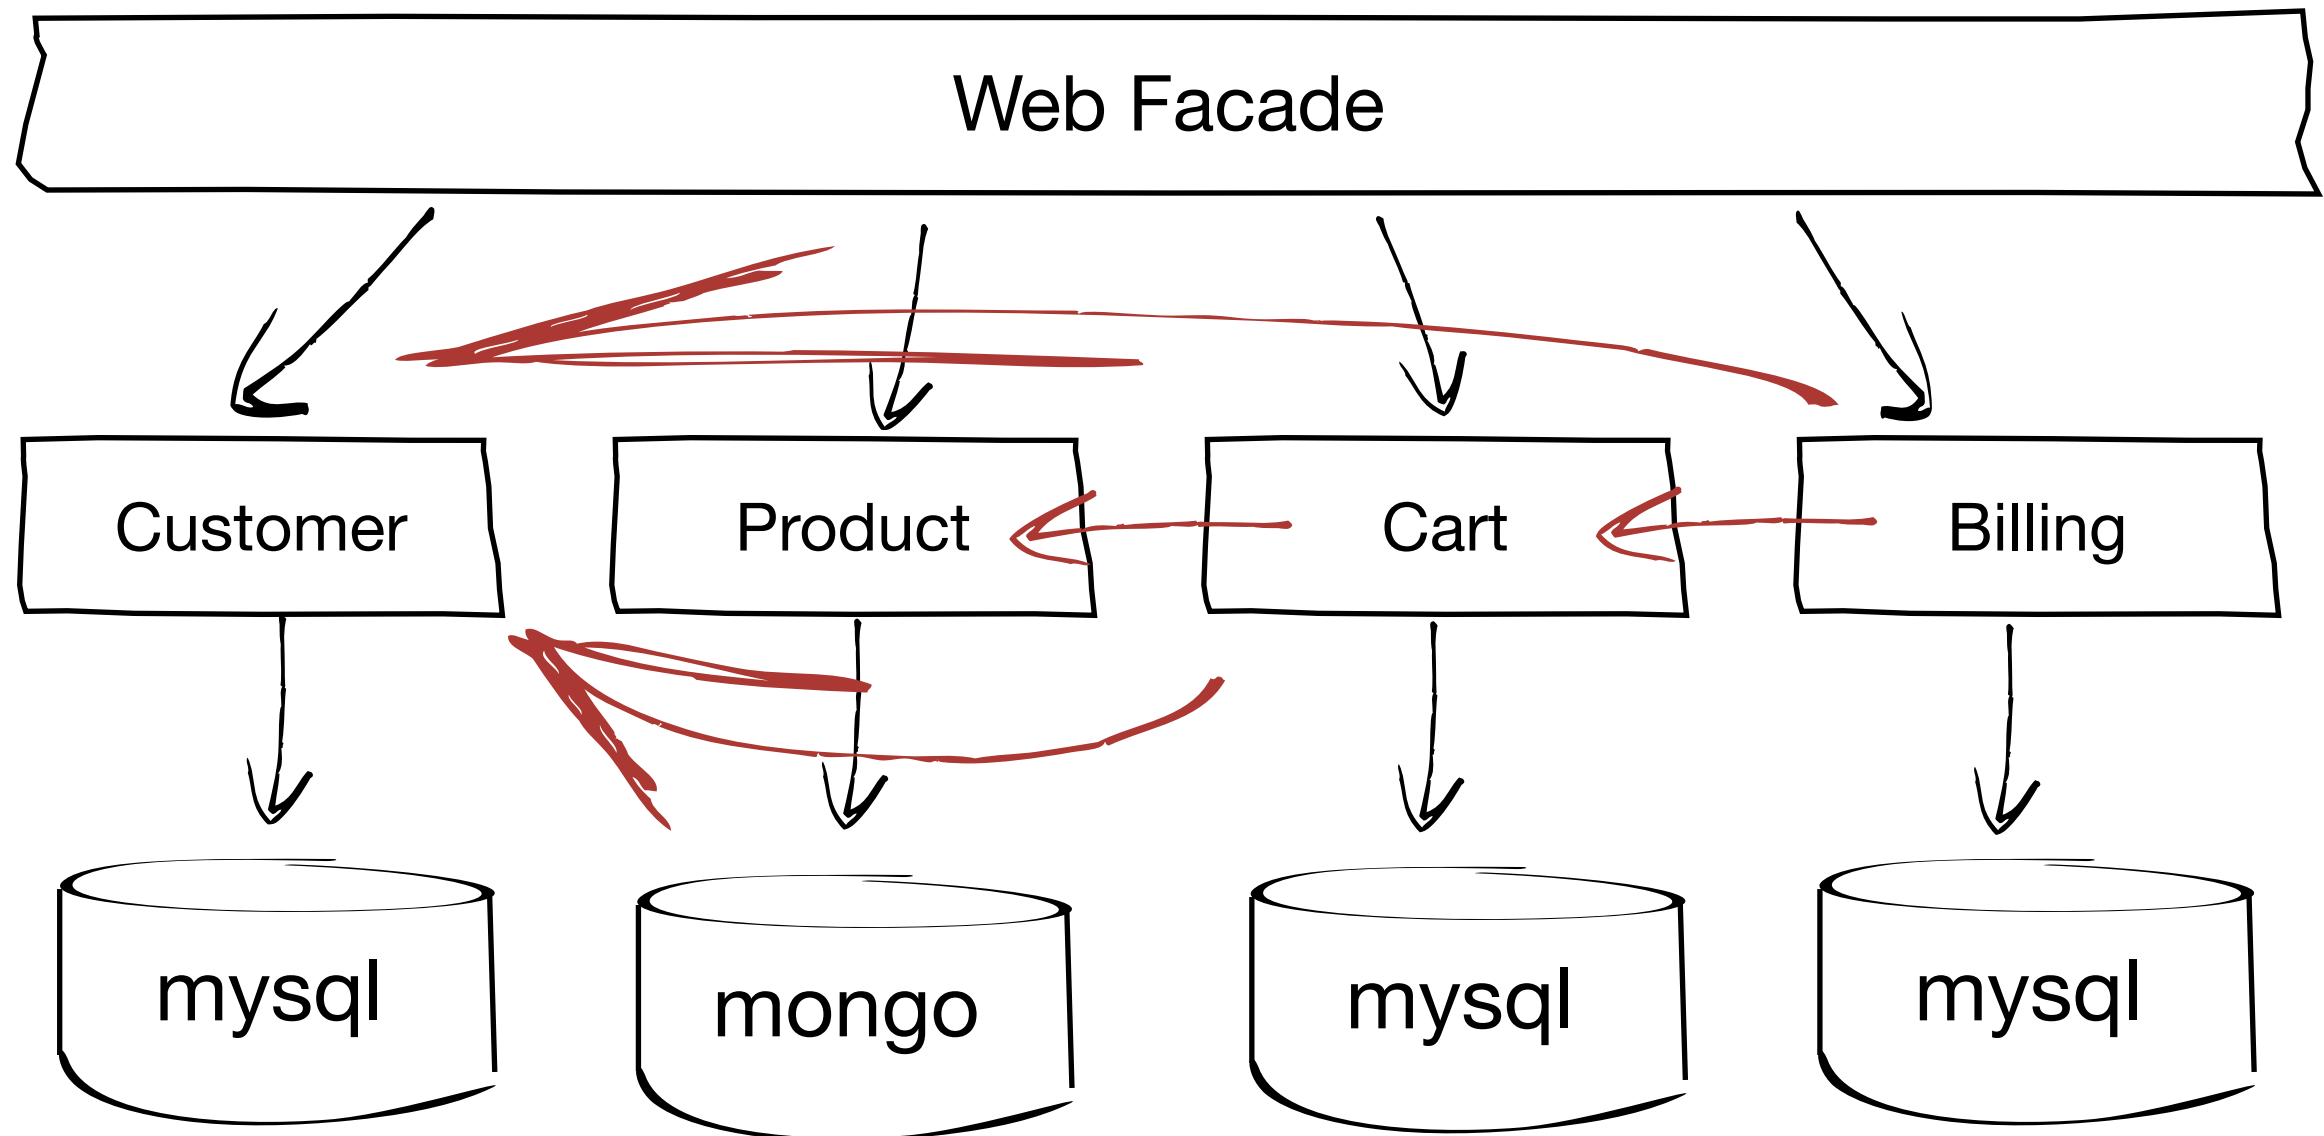 Web Facade
Customer
Product
Cart
Billing
mysql
mongo
mysql
mysql